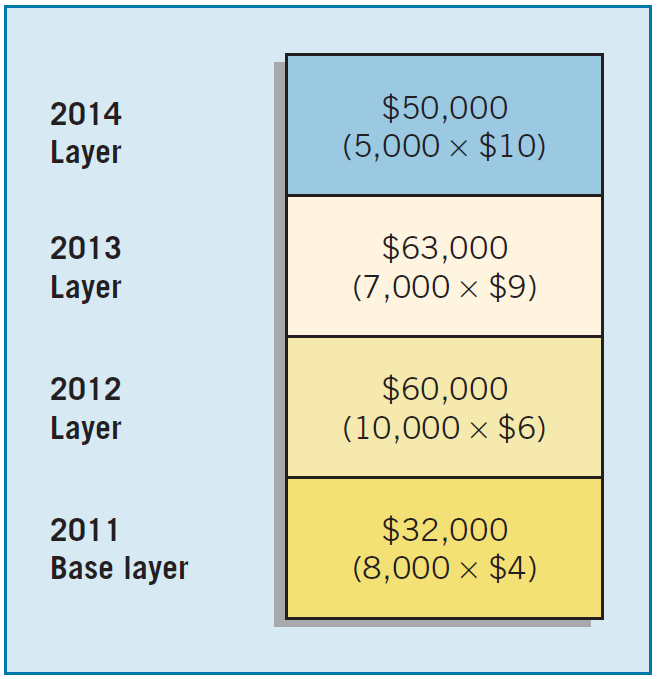 2014
Layer
$50,000
(5,000 × $10)
2013
Layer
$63,000
(7,000 × $9)
2012
Layer
$60,000
(10,000 × $6)
2011
Base layer
$32,000
(8,000 × $4)